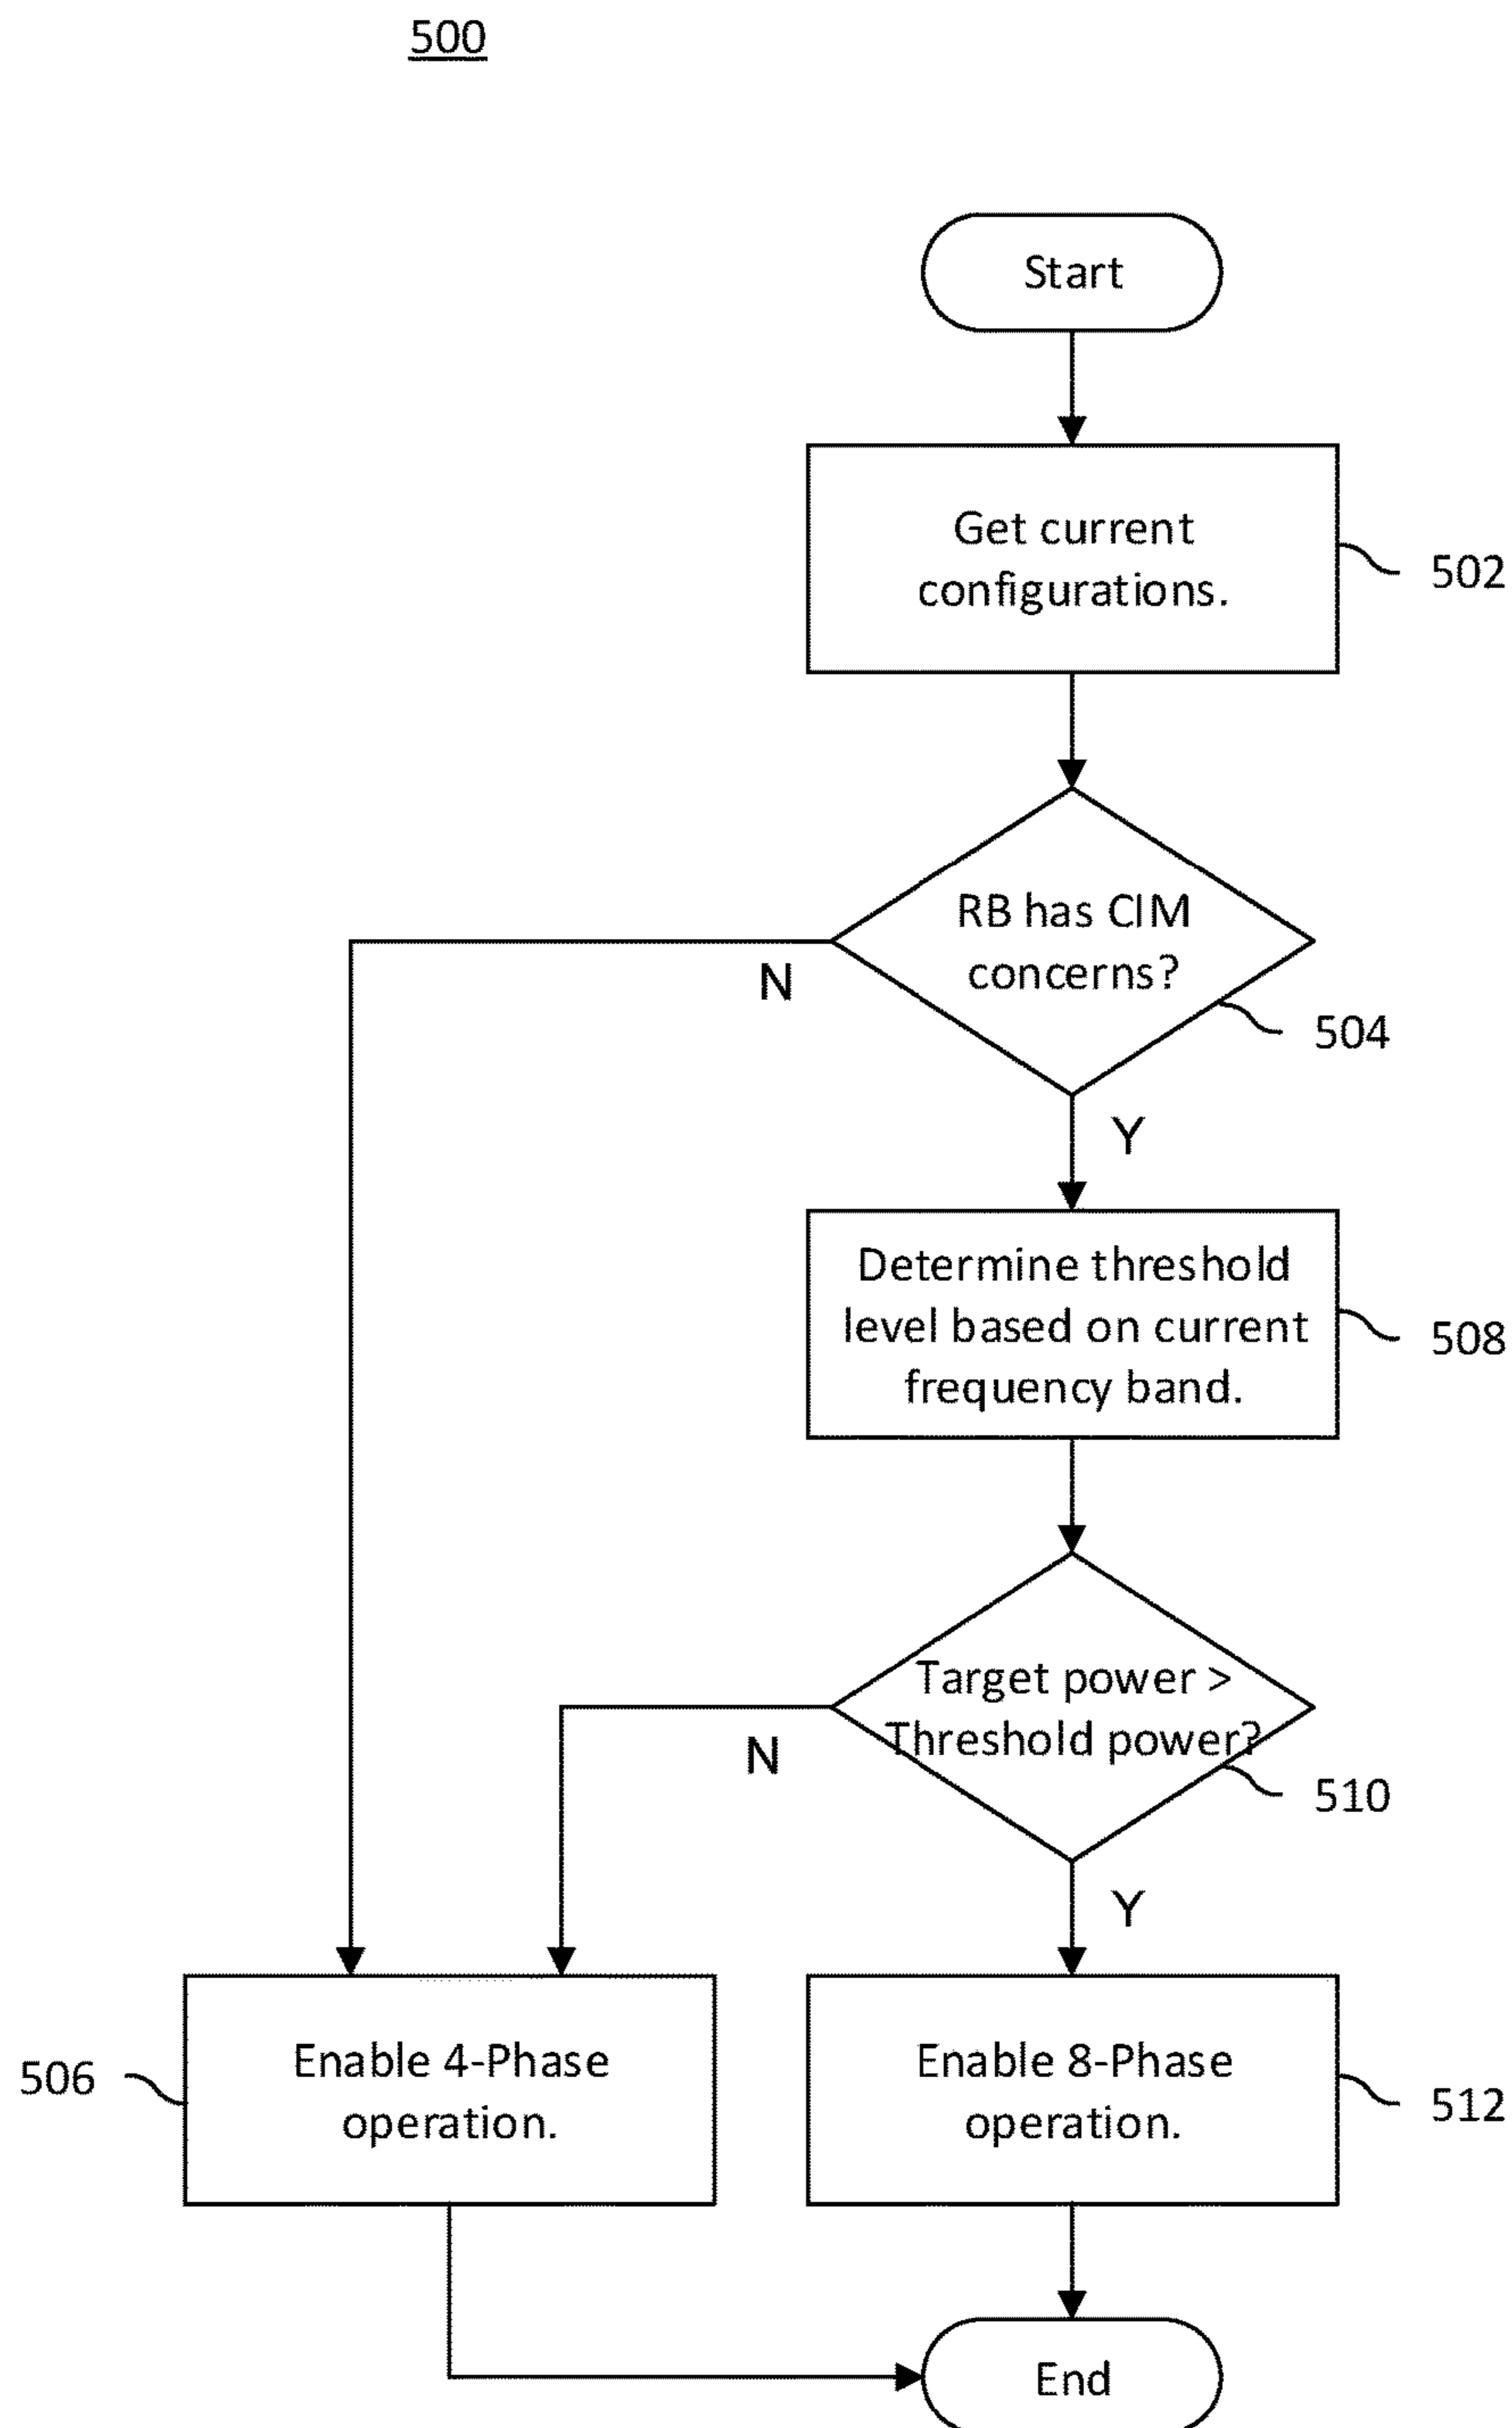 500
Start
Get current
configurations.
502
RB has CIM
concerns?
504
N
Y
Determine threshold
level based on current
frequency band.
508
Target power >
Threshold power?
510
N
Y
506
Enable 4-Phase
operation.
Enable 8-Phase
operation.
512
End